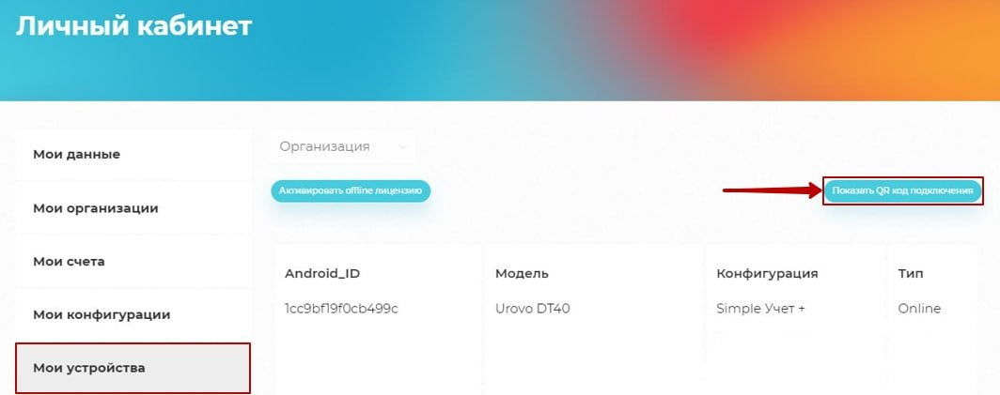 Личный кабинет
Мои данные
Мои организации
Мои счета
Мои конфигурации
Мои устройства
Организация
Активировать offline лицензию
Показать QR код подключения
Android_ID
Модель
Конфигурация
Тип
1cc9bf19f0cb499c
Urovo DT40
Simple Учет +
Online